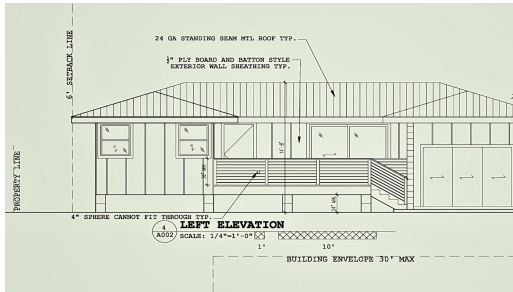 24 GA STANDING SEAM MTL ROOF TYP.
½" PLY BOARD AND BATTON STYLE
EXTERIOR WALL SHEATHING TYP.
6' SETBACK LINE
PROPERTY LINE
4" SPHERE CANNOT FIT THROUGH TYP.
4
A002
LEFT ELEVATION
SCALE: 1/4"=1'-0"
1'
10'
BUILDING ENVELOPE 30' MAX